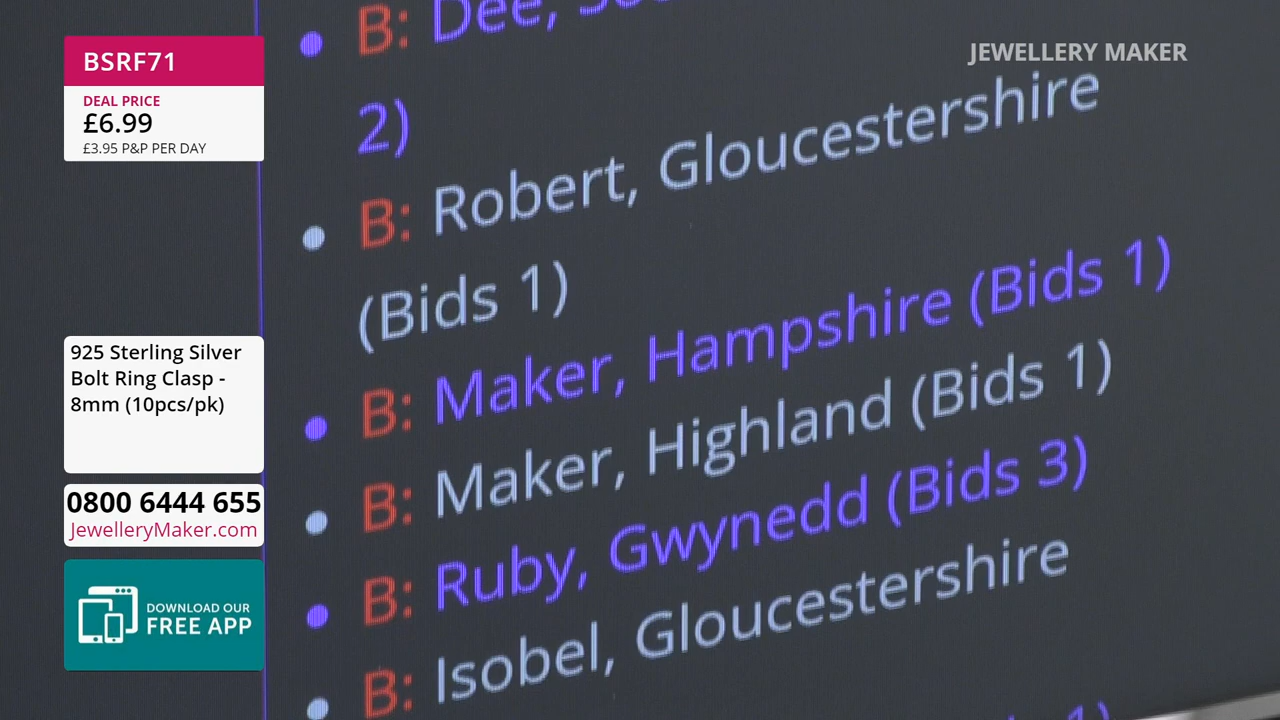 BSRF71
DEAL PRICE
£6.99
£3.95 P&P PER DAY
925 Sterling Silver
Bolt Ring Clasp -
8mm (10pcs/pk)
0800 6444 655
JewelleryMaker.com
DOWNLOAD OUR
FREE APP
JEWELLERY MAKER
B: Dee,
2)
B: Robert, Gloucestershire
(Bids 1)
B: Maker, Hampshire (Bids 1)
B: Maker, Highland (Bids 1)
B: Ruby, Gwynedd (Bids 3)
B: Isobel, Gloucestershire